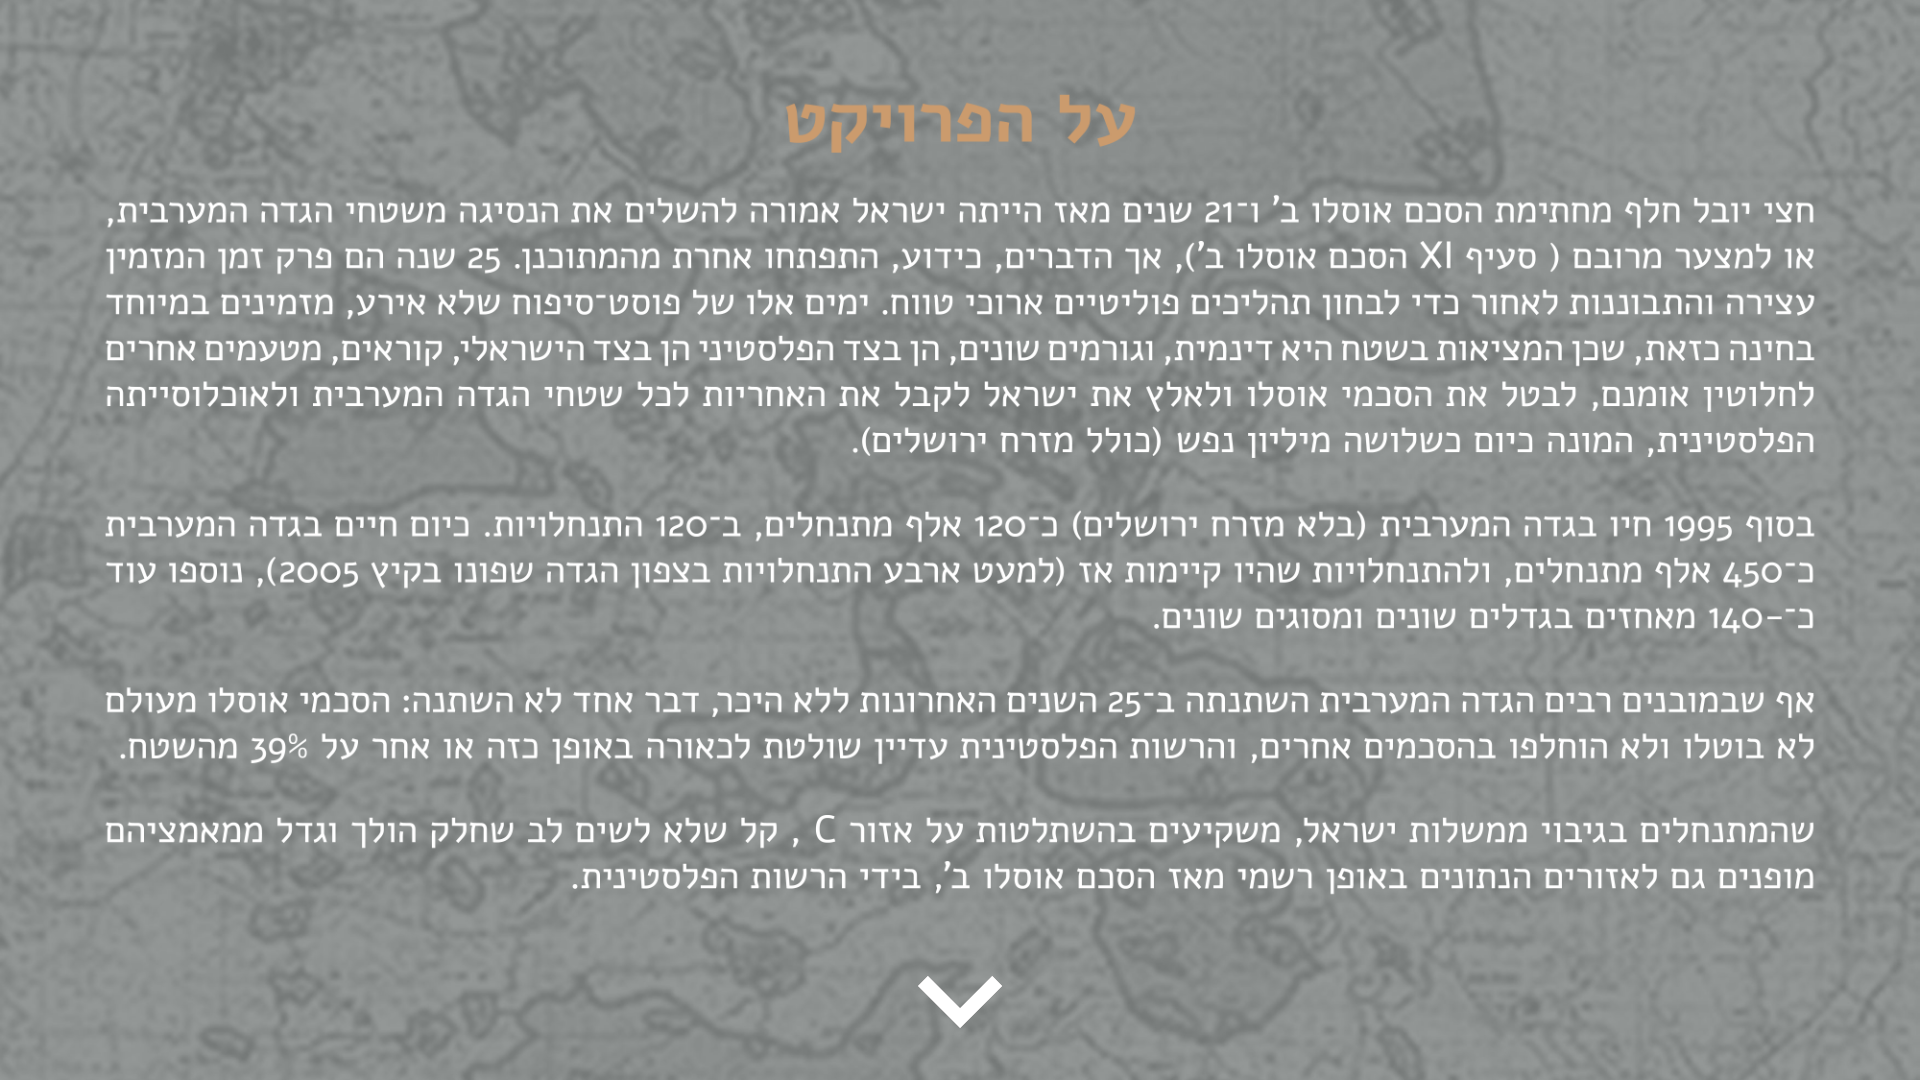 על הפרויקט
חצי יובל חלף מחתימת הסכם אוסלו ב' ו־21 שנים מאז הייתה ישראל אמורה להשלים את הנסיגה משטחי הגדה המערבית,
או למצער מרובם ( סעיף XI הסכם אוסלו ב'), אך הדברים, כידוע, התפתחו אחרת מהמתוכנן. 25 שנה הם פרק זמן המזמין
עצירה והתבוננות לאחור כדי לבחון תהליכים פוליטיים ארוכי טווח. ימים אלו של פוסט־סיפוח שלא אירע, מזמינים במיוחד
בחינה כזאת, שכן המציאות בשטח היא דינמית, וגורמים שונים, הן בצד הפלסטיני הן בצד הישראלי, קוראים, מטעמים אחרים
לחלוטין אומנם, לבטל את הסכמי אוסלו ולאלץ את ישראל לקבל את האחריות לכל שטחי הגדה המערבית ולאוכלוסייתה
הפלסטינית, המונה כיום כשלושה מיליון נפש (כולל מזרח ירושלים).
בסוף 1995 חיו בגדה המערבית (בלא מזרח ירושלים) כ־120 אלף מתנחלים, ב־120 התנחלויות. כיום חיים בגדה המערבית
כ־450 אלף מתנחלים, ולהתנחלויות שהיו קיימות אז (למעט ארבע התנחלויות בצפון הגדה שפונו בקיץ 2005), נוספו עוד
כ־-140 מאחזים בגדלים שונים ומסוגים שונים.
אף שבמובנים רבים הגדה המערבית השתנתה ב־25 השנים האחרונות ללא היכר, דבר אחד לא השתנה: הסכמי אוסלו מעולם
לא בוטלו ולא הוחלפו בהסכמים אחרים, והרשות הפלסטינית עדיין שולטת לכאורה באופן כזה או אחר על 39% מהשטח.
שהמתנחלים בגיבוי ממשלות ישראל, משקיעים בהשתלטות על אזור C , קל שלא לשים לב שחלק הולך וגדל ממאמציהם
מופנים גם לאזורים הנתונים באופן רשמי מאז הסכם אוסלו ב', בידי הרשות הפלסטינית.